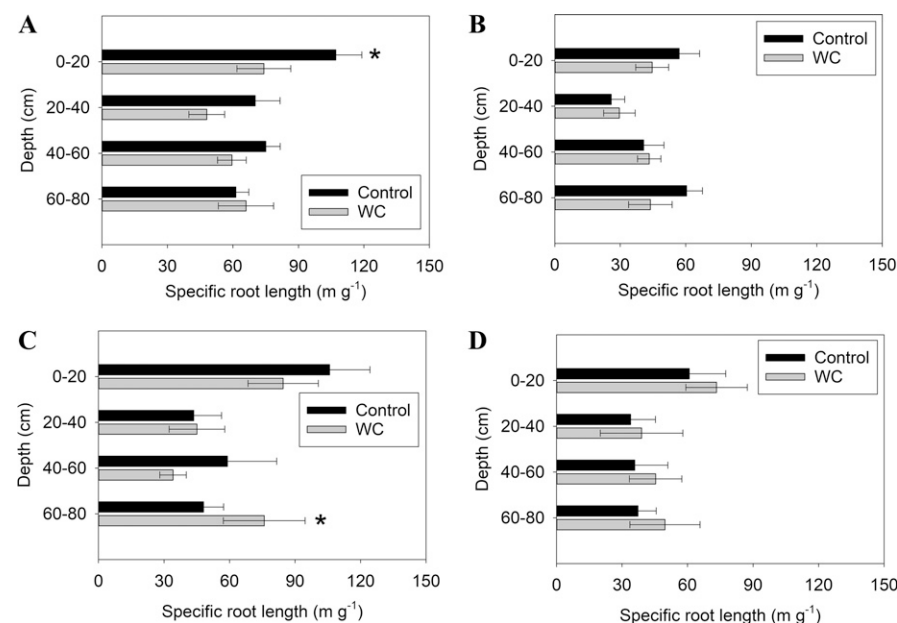 A
Depth (cm)
0-20 *
20-40
40-60
60-80
Control
WC
0 30 60 90 120 150
Specific root length (m g⁻¹)
B
Depth (cm)
Control
WC
0-20
20-40
40-60
60-80
0 30 60 90 120 150
Specific root length (m g⁻¹)
C
Depth (cm)
0-20
20-40
40-60
60-80 *
Control
WC
0 30 60 90 120 150
Specific root length (m g⁻¹)
D
Depth (cm)
Control
WC
0-20
20-40
40-60
60-80
0 30 60 90 120 150
Specific root length (m g⁻¹)